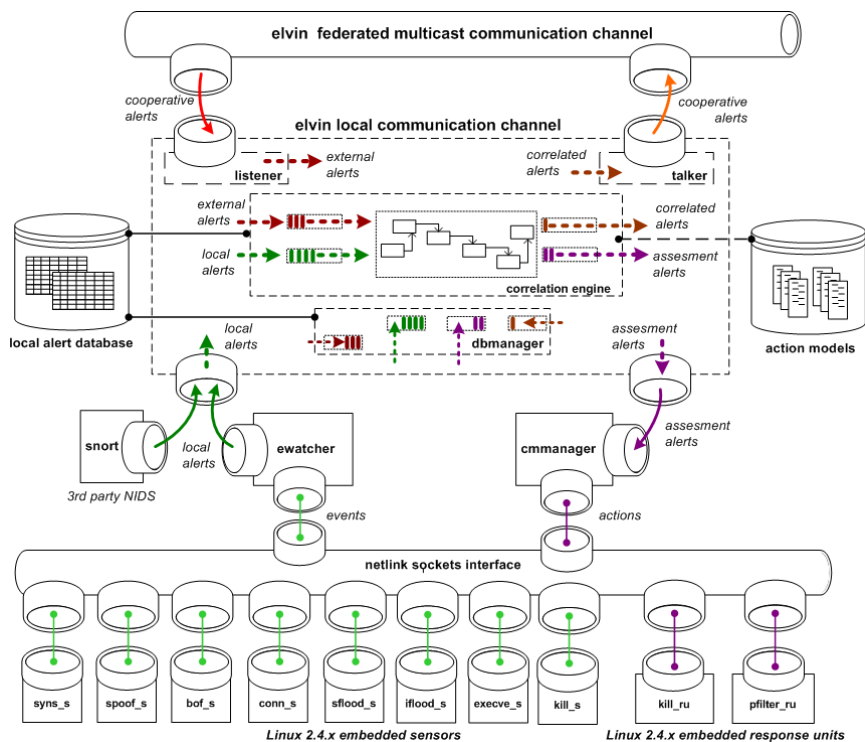 elvin federated multicast communication channel
cooperative
alerts
cooperative
alerts
elvin local communication channel
listener
external
alerts
correlated
alerts
talker
external
alerts
local
alerts
correlation engine
correlated
alerts
assesment
alerts
local alert database
action models
local
alerts
dbmanager
assesment
alerts
snort
local
alerts
ewatcher
cmmanager
assesment
alerts
3rd party NIDS
events
actions
netlink sockets interface
syns_s
spoof_s
bof_s
conn_s
sflood_s
iflood_s
execve_s
kill_s
kill_ru
pfilter_ru
Linux 2.4.x embedded sensors
Linux 2.4.x embedded response units